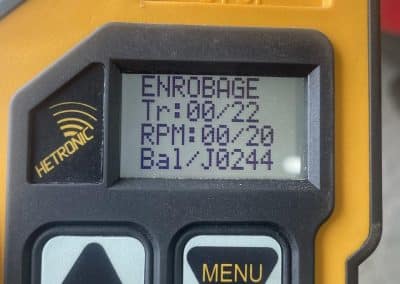 ENROBAGE
Tr:00/22
RPM:00/20
Bal/J0244
HETRONIC
MENU